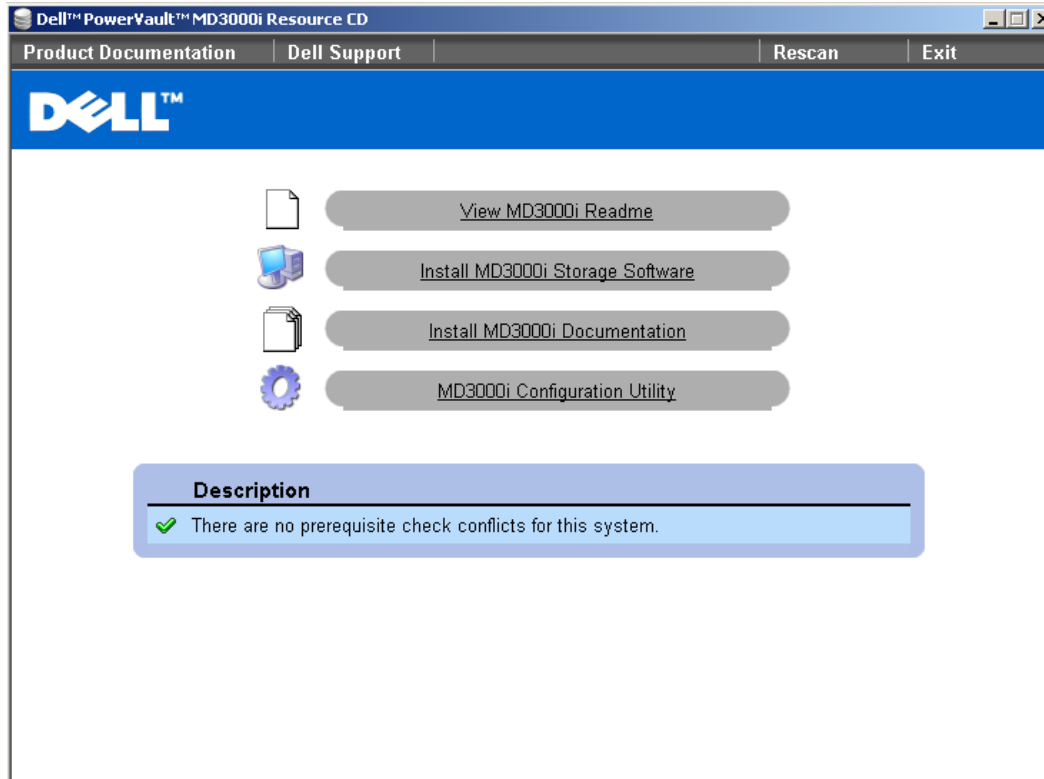 Dell™ PowerVault™ MD3000i Resource CD
Product Documentation Dell Support Rescan Exit
DELL™
View MD3000i Readme
Install MD3000i Storage Software
Install MD3000i Documentation
MD3000i Configuration Utility
Description
There are no prerequisite check conflicts for this system.